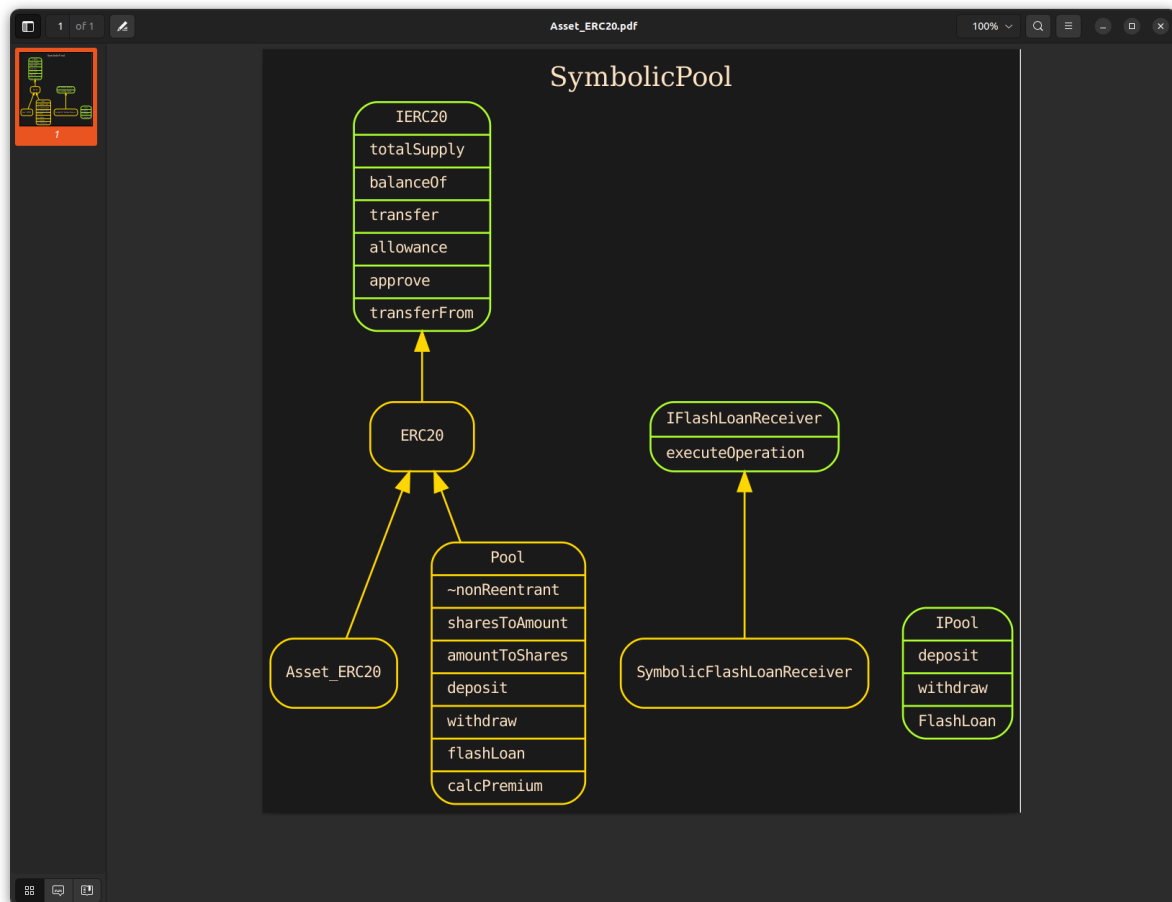 1 of 1
Asset_ERC20.pdf
100%
1
SymbolicPool
IERC20
totalSupply
balanceOf
transfer
allowance
approve
transferFrom
ERC20
IFlashLoanReceiver
executeOperation
Asset_ERC20
Pool
~nonReentrant
sharesToAmount
amountToShares
deposit
withdraw
flashLoan
calcPremium
SymbolicFlashLoanReceiver
IPool
deposit
withdraw
FlashLoan